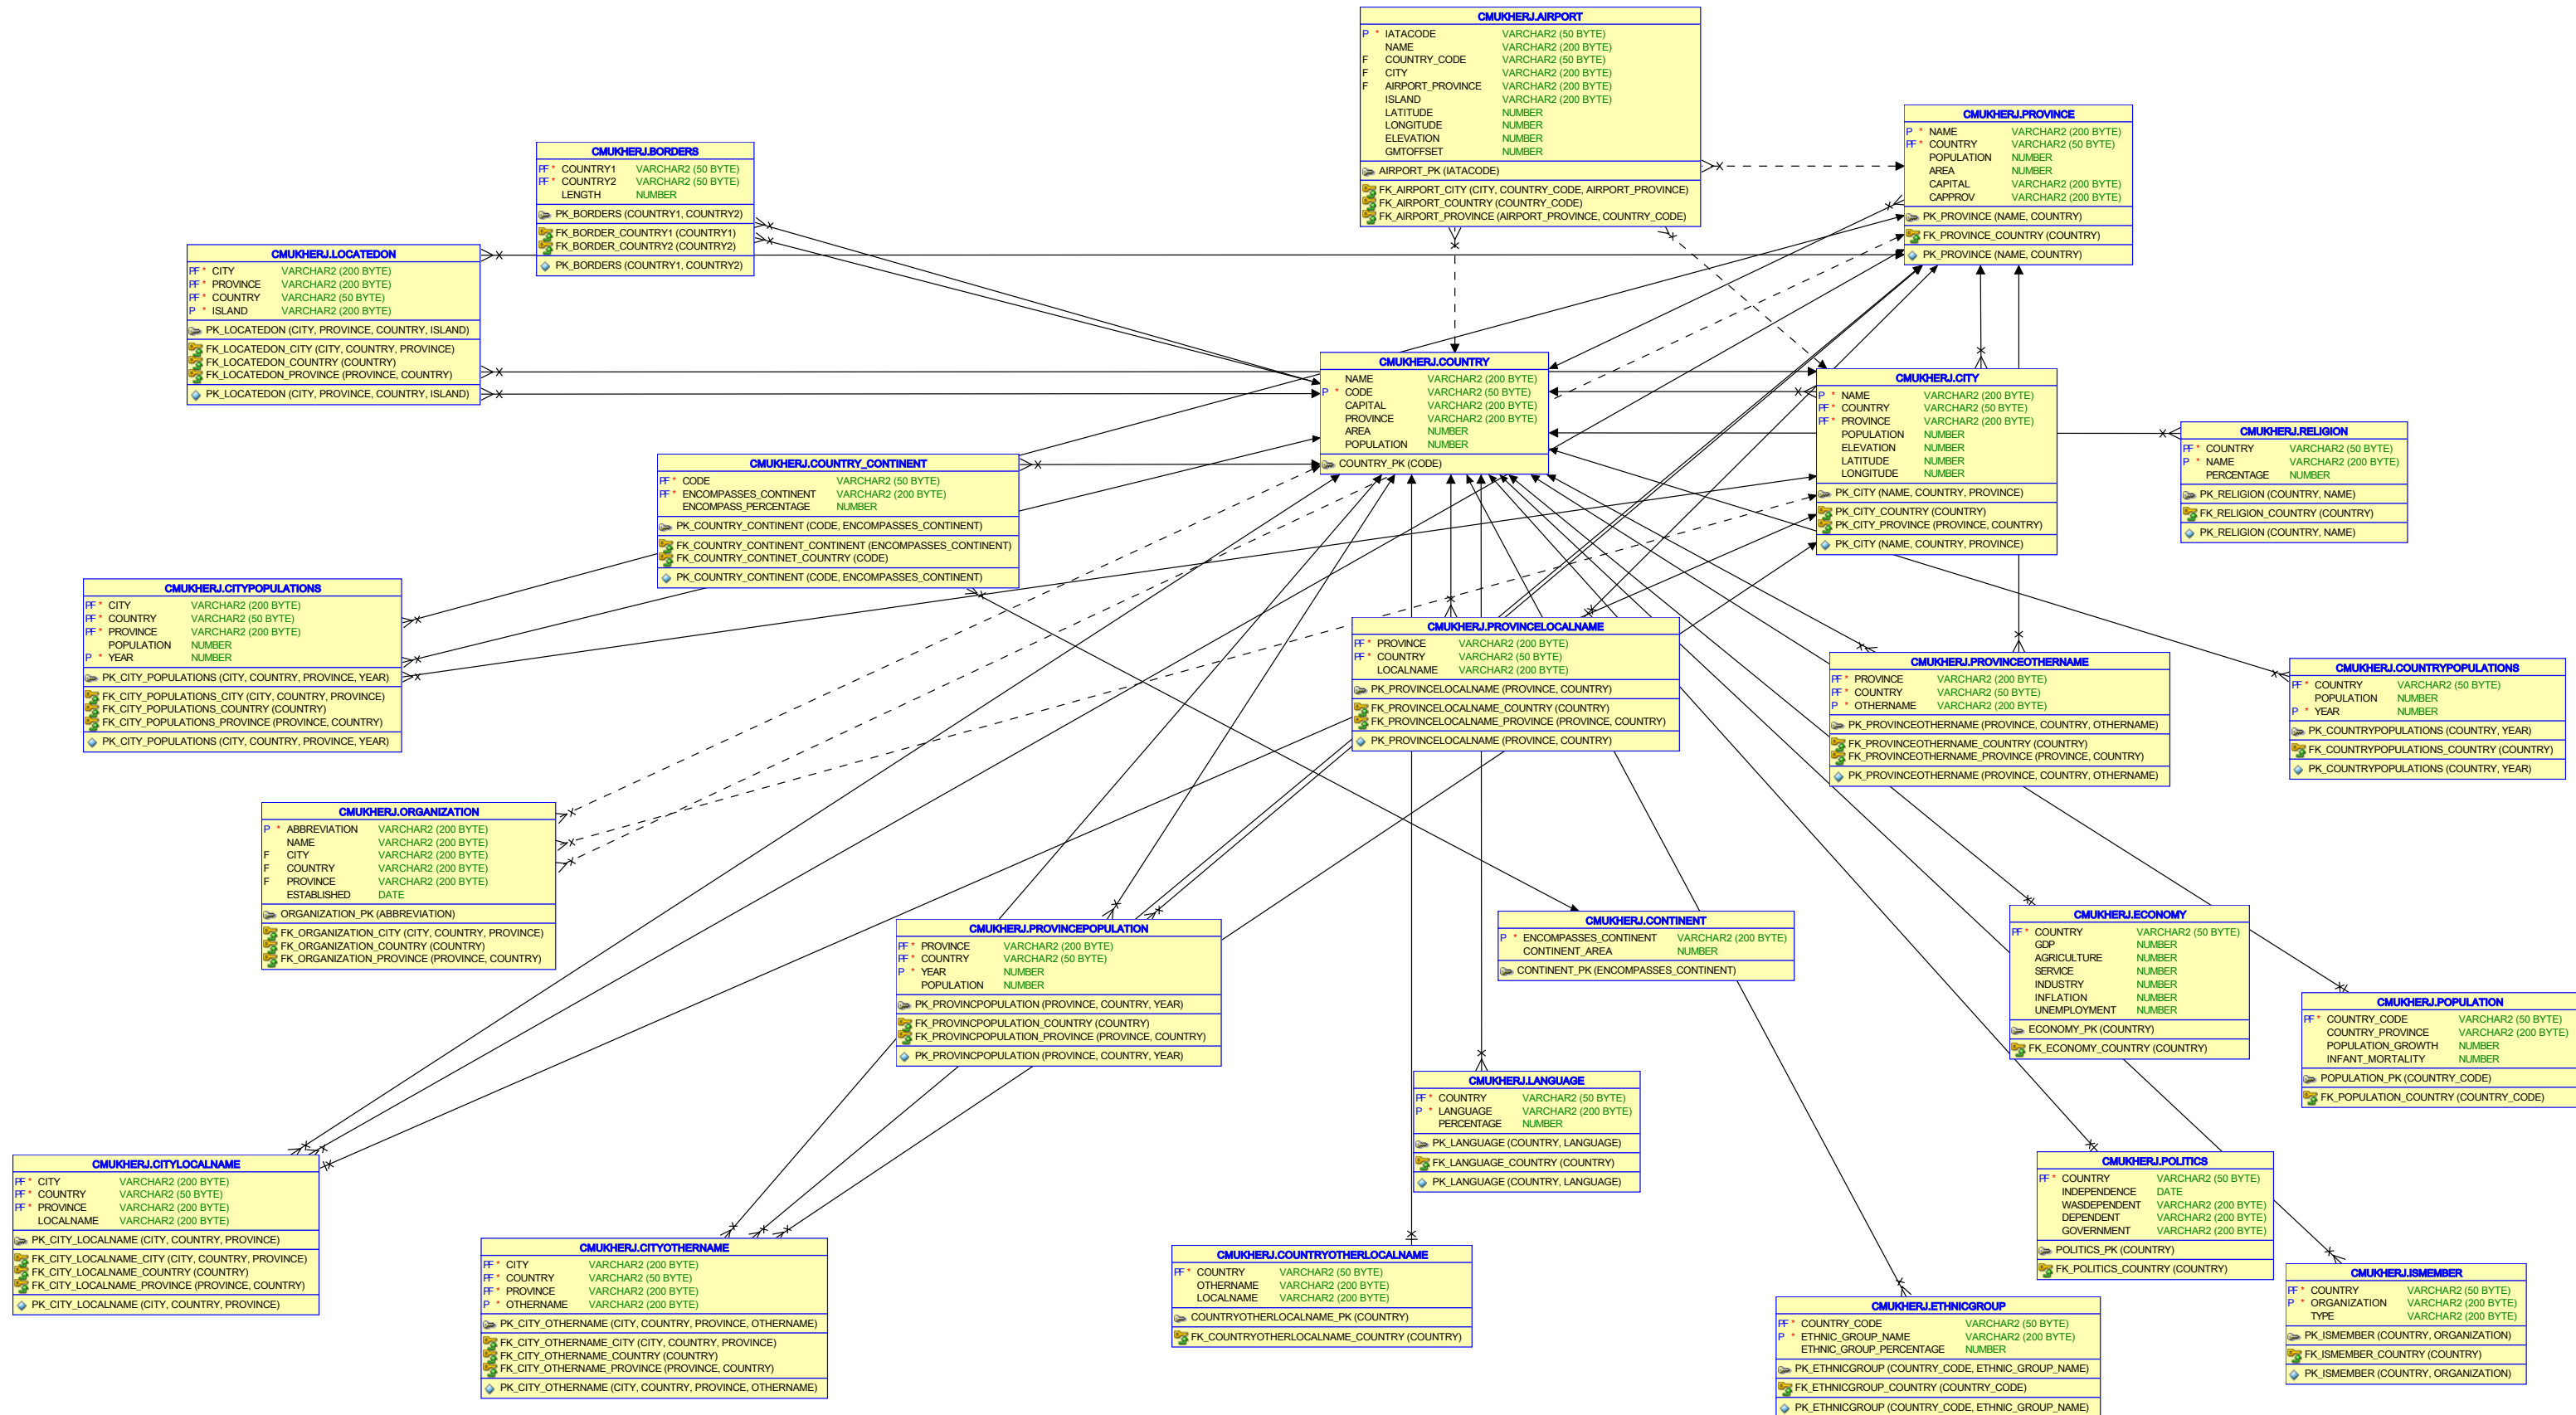 CMUKHERJ.AIRPORT
P * IATACODE VARCHAR2 (50 BYTE)
NAME VARCHAR2 (200 BYTE)
F COUNTRY_CODE VARCHAR2 (50 BYTE)
F CITY VARCHAR2 (200 BYTE)
F AIRPORT_PROVINCE VARCHAR2 (200 BYTE)
ISLAND VARCHAR2 (200 BYTE)
LATITUDE NUMBER
LONGITUDE NUMBER
ELEVATION NUMBER
GMTOFFSET NUMBER
AIRPORT_PK (IATACODE)
FK_AIRPORT_CITY (CITY, COUNTRY_CODE, AIRPORT_PROVINCE)
FK_AIRPORT_COUNTRY (COUNTRY_CODE)
FK_AIRPORT_PROVINCE (AIRPORT_PROVINCE, COUNTRY_CODE)
CMUKHERJ.PROVINCE
P * NAME VARCHAR2 (200 BYTE)
PF * COUNTRY VARCHAR2 (50 BYTE)
POPULATION NUMBER
AREA NUMBER
CAPITAL VARCHAR2 (200 BYTE)
CAPPROV VARCHAR2 (200 BYTE)
PK_PROVINCE (NAME, COUNTRY)
FK_PROVINCE_COUNTRY (COUNTRY)
PK_PROVINCE (NAME, COUNTRY)
CMUKHERJ.BORDERS
PF * COUNTRY1 VARCHAR2 (50 BYTE)
PF * COUNTRY2 VARCHAR2 (50 BYTE)
LENGTH NUMBER
PK_BORDERS (COUNTRY1, COUNTRY2)
FK_BORDER_COUNTRY1 (COUNTRY1)
FK_BORDER_COUNTRY2 (COUNTRY2)
PK_BORDERS (COUNTRY1, COUNTRY2)
CMUKHERJ.LOCATEDON
PF * CITY VARCHAR2 (200 BYTE)
PF * PROVINCE VARCHAR2 (200 BYTE)
PF * COUNTRY VARCHAR2 (50 BYTE)
P * ISLAND VARCHAR2 (200 BYTE)
PK_LOCATEDON (CITY, PROVINCE, COUNTRY, ISLAND)
FK_LOCATEDON_CITY (CITY, COUNTRY, PROVINCE)
FK_LOCATEDON_COUNTRY (COUNTRY)
FK_LOCATEDON_PROVINCE (PROVINCE, COUNTRY)
PK_LOCATEDON (CITY, PROVINCE, COUNTRY, ISLAND)
CMUKHERJ.COUNTRY
NAME VARCHAR2 (200 BYTE)
P * CODE VARCHAR2 (50 BYTE)
CAPITAL VARCHAR2 (200 BYTE)
PROVINCE VARCHAR2 (200 BYTE)
AREA NUMBER
POPULATION NUMBER
COUNTRY_PK (CODE)
CMUKHERJ.CITY
P * NAME VARCHAR2 (200 BYTE)
PF * COUNTRY VARCHAR2 (50 BYTE)
PF * PROVINCE VARCHAR2 (200 BYTE)
POPULATION NUMBER
ELEVATION NUMBER
LATITUDE NUMBER
LONGITUDE NUMBER
PK_CITY (NAME, COUNTRY, PROVINCE)
FK_CITY_COUNTRY (COUNTRY)
FK_CITY_PROVINCE (PROVINCE, COUNTRY)
PK_CITY (NAME, COUNTRY, PROVINCE)
CMUKHERJ.RELIGION
PF * COUNTRY VARCHAR2 (50 BYTE)
P * NAME VARCHAR2 (200 BYTE)
PERCENTAGE NUMBER
PK_RELIGION (COUNTRY, NAME)
FK_RELIGION_COUNTRY (COUNTRY)
PK_RELIGION (COUNTRY, NAME)
CMUKHERJ.COUNTRY_CONTINENT
PF * CODE VARCHAR2 (50 BYTE)
PF * ENCOMPASSES_CONTINENT VARCHAR2 (200 BYTE)
ENCOMPASS_PERCENTAGE NUMBER
PK_COUNTRY_CONTINENT (CODE, ENCOMPASSES_CONTINENT)
FK_COUNTRY_CONTINENT_CONTINENT (ENCOMPASSES_CONTINENT)
FK_COUNTRY_CONTINET_COUNTRY (CODE)
PK_COUNTRY_CONTINENT (CODE, ENCOMPASSES_CONTINENT)
CMUKHERJ.CITYPOPULATIONS
PF * CITY VARCHAR2 (200 BYTE)
PF * COUNTRY VARCHAR2 (50 BYTE)
PF * PROVINCE VARCHAR2 (200 BYTE)
POPULATION NUMBER
P * YEAR NUMBER
PK_CITY_POPULATIONS (CITY, COUNTRY, PROVINCE, YEAR)
FK_CITY_POPULATIONS_CITY (CITY, COUNTRY, PROVINCE)
FK_CITY_POPULATIONS_COUNTRY (COUNTRY)
FK_CITY_POPULATIONS_PROVINCE (PROVINCE, COUNTRY)
PK_CITY_POPULATIONS (CITY, COUNTRY, PROVINCE, YEAR)
CMUKHERJ.PROVINCELOCALNAME
PF * PROVINCE VARCHAR2 (200 BYTE)
PF * COUNTRY VARCHAR2 (50 BYTE)
LOCALNAME VARCHAR2 (200 BYTE)
PK_PROVINCELOCALNAME (PROVINCE, COUNTRY)
FK_PROVINCELOCALNAME_COUNTRY (COUNTRY)
FK_PROVINCELOCALNAME_PROVINCE (PROVINCE, COUNTRY)
PK_PROVINCELOCALNAME (PROVINCE, COUNTRY)
CMUKHERJ.PROVINCEOTHERNAME
PF * PROVINCE VARCHAR2 (200 BYTE)
PF * COUNTRY VARCHAR2 (50 BYTE)
P * OTHERNAME VARCHAR2 (200 BYTE)
PK_PROVINCEOTHERNAME (PROVINCE, COUNTRY, OTHERNAME)
FK_PROVINCEOTHERNAME_COUNTRY (COUNTRY)
FK_PROVINCEOTHERNAME_PROVINCE (PROVINCE, COUNTRY)
PK_PROVINCEOTHERNAME (PROVINCE, COUNTRY, OTHERNAME)
CMUKHERJ.COUNTRYPOPULATIONS
PF * COUNTRY VARCHAR2 (50 BYTE)
POPULATION NUMBER
P * YEAR NUMBER
PK_COUNTRYPOPULATIONS (COUNTRY, YEAR)
FK_COUNTRYPOPULATIONS_COUNTRY (COUNTRY)
PK_COUNTRYPOPULATIONS (COUNTRY, YEAR)
CMUKHERJ.ORGANIZATION
P * ABBREVIATION VARCHAR2 (200 BYTE)
NAME VARCHAR2 (200 BYTE)
F CITY VARCHAR2 (200 BYTE)
F COUNTRY VARCHAR2 (200 BYTE)
F PROVINCE VARCHAR2 (200 BYTE)
ESTABLISHED DATE
ORGANIZATION_PK (ABBREVIATION)
FK_ORGANIZATION_CITY (CITY, COUNTRY, PROVINCE)
FK_ORGANIZATION_COUNTRY (COUNTRY)
FK_ORGANIZATION_PROVINCE (PROVINCE, COUNTRY)
CMUKHERJ.PROVINCEPOPULATION
PF * PROVINCE VARCHAR2 (200 BYTE)
PF * COUNTRY VARCHAR2 (50 BYTE)
P * YEAR NUMBER
POPULATION NUMBER
PK_PROVINCPOPULATION (PROVINCE, COUNTRY, YEAR)
FK_PROVINCPOPULATION_COUNTRY (COUNTRY)
FK_PROVINCPOPULATION_PROVINCE (PROVINCE, COUNTRY)
PK_PROVINCPOPULATION (PROVINCE, COUNTRY, YEAR)
CMUKHERJ.CONTINENT
P * ENCOMPASSES_CONTINENT VARCHAR2 (200 BYTE)
CONTINENT_AREA NUMBER
CONTINENT_PK (ENCOMPASSES_CONTINENT)
CMUKHERJ.ECONOMY
PF * COUNTRY VARCHAR2 (50 BYTE)
GDP NUMBER
AGRICULTURE NUMBER
SERVICE NUMBER
INDUSTRY NUMBER
INFLATION NUMBER
UNEMPLOYMENT NUMBER
ECONOMY_PK (COUNTRY)
FK_ECONOMY_COUNTRY (COUNTRY)
CMUKHERJ.POPULATION
PF * COUNTRY_CODE VARCHAR2 (50 BYTE)
COUNTRY_PROVINCE VARCHAR2 (200 BYTE)
POPULATION_GROWTH NUMBER
INFANT_MORTALITY NUMBER
POPULATION_PK (COUNTRY_CODE)
FK_POPULATION_COUNTRY (COUNTRY_CODE)
CMUKHERJ.LANGUAGE
PF * COUNTRY VARCHAR2 (50 BYTE)
P * LANGUAGE VARCHAR2 (200 BYTE)
PERCENTAGE NUMBER
PK_LANGUAGE (COUNTRY, LANGUAGE)
FK_LANGUAGE_COUNTRY (COUNTRY)
PK_LANGUAGE (COUNTRY, LANGUAGE)
CMUKHERJ.CITYLOCALNAME
PF * CITY VARCHAR2 (200 BYTE)
PF * COUNTRY VARCHAR2 (50 BYTE)
PF * PROVINCE VARCHAR2 (200 BYTE)
LOCALNAME VARCHAR2 (200 BYTE)
PK_CITY_LOCALNAME (CITY, COUNTRY, PROVINCE)
FK_CITY_LOCALNAME_CITY (CITY, COUNTRY, PROVINCE)
FK_CITY_LOCALNAME_COUNTRY (COUNTRY)
FK_CITY_LOCALNAME_PROVINCE (PROVINCE, COUNTRY)
PK_CITY_LOCALNAME (CITY, COUNTRY, PROVINCE)
CMUKHERJ.POLITICS
PF * COUNTRY VARCHAR2 (50 BYTE)
INDEPENDENCE DATE
WASDEPENDENT VARCHAR2 (200 BYTE)
DEPENDENT VARCHAR2 (200 BYTE)
GOVERNMENT VARCHAR2 (200 BYTE)
POLITICS_PK (COUNTRY)
FK_POLITICS_COUNTRY (COUNTRY)
CMUKHERJ.CITYOTHERNAME
PF * CITY VARCHAR2 (200 BYTE)
PF * COUNTRY VARCHAR2 (50 BYTE)
PF * PROVINCE VARCHAR2 (200 BYTE)
P * OTHERNAME VARCHAR2 (200 BYTE)
PK_CITY_OTHERNAME (CITY, COUNTRY, PROVINCE, OTHERNAME)
FK_CITY_OTHERNAME_CITY (CITY, COUNTRY, PROVINCE)
FK_CITY_OTHERNAME_COUNTRY (COUNTRY)
FK_CITY_OTHERNAME_PROVINCE (PROVINCE, COUNTRY)
PK_CITY_OTHERNAME (CITY, COUNTRY, PROVINCE, OTHERNAME)
CMUKHERJ.COUNTRYOTHERLOCALNAME
PF * COUNTRY VARCHAR2 (50 BYTE)
OTHERNAME VARCHAR2 (200 BYTE)
LOCALNAME VARCHAR2 (200 BYTE)
COUNTRYOTHERLOCALNAME_PK (COUNTRY)
FK_COUNTRYOTHERLOCALNAME_COUNTRY (COUNTRY)
CMUKHERJ.ISMEMBER
PF * COUNTRY VARCHAR2 (50 BYTE)
P * ORGANIZATION VARCHAR2 (200 BYTE)
TYPE VARCHAR2 (200 BYTE)
PK_ISMEMBER (COUNTRY, ORGANIZATION)
FK_ISMEMBER_COUNTRY (COUNTRY)
PK_ISMEMBER (COUNTRY, ORGANIZATION)
CMUKHERJ.ETHNICGROUP
PF * COUNTRY_CODE VARCHAR2 (50 BYTE)
P * ETHNIC_GROUP_NAME VARCHAR2 (200 BYTE)
ETHNIC_GROUP_PERCENTAGE NUMBER
PK_ETHNICGROUP (COUNTRY_CODE, ETHNIC_GROUP_NAME)
FK_ETHNICGROUP_COUNTRY (COUNTRY_CODE)
PK_ETHNICGROUP (COUNTRY_CODE, ETHNIC_GROUP_NAME)